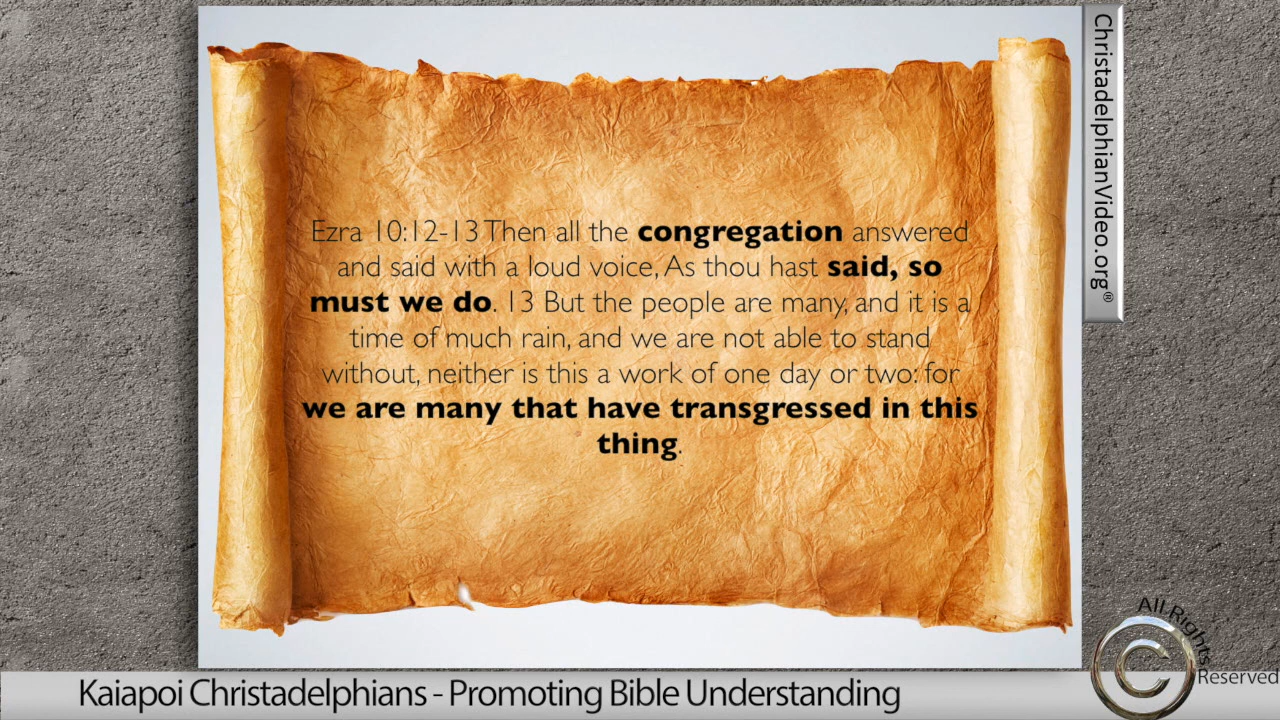 Ezra 10:12-13 Then all the congregation answered
and said with a loud voice, As thou hast said, so
must we do. 13 But the people are many, and it is a
time of much rain, and we are not able to stand
without, neither is this a work of one day or two: for
we are many that have transgressed in this
thing.
ChristadelphianVideo.org®
All Rights
©
Reserved
Kaiapoi Christadelphians - Promoting Bible Understanding